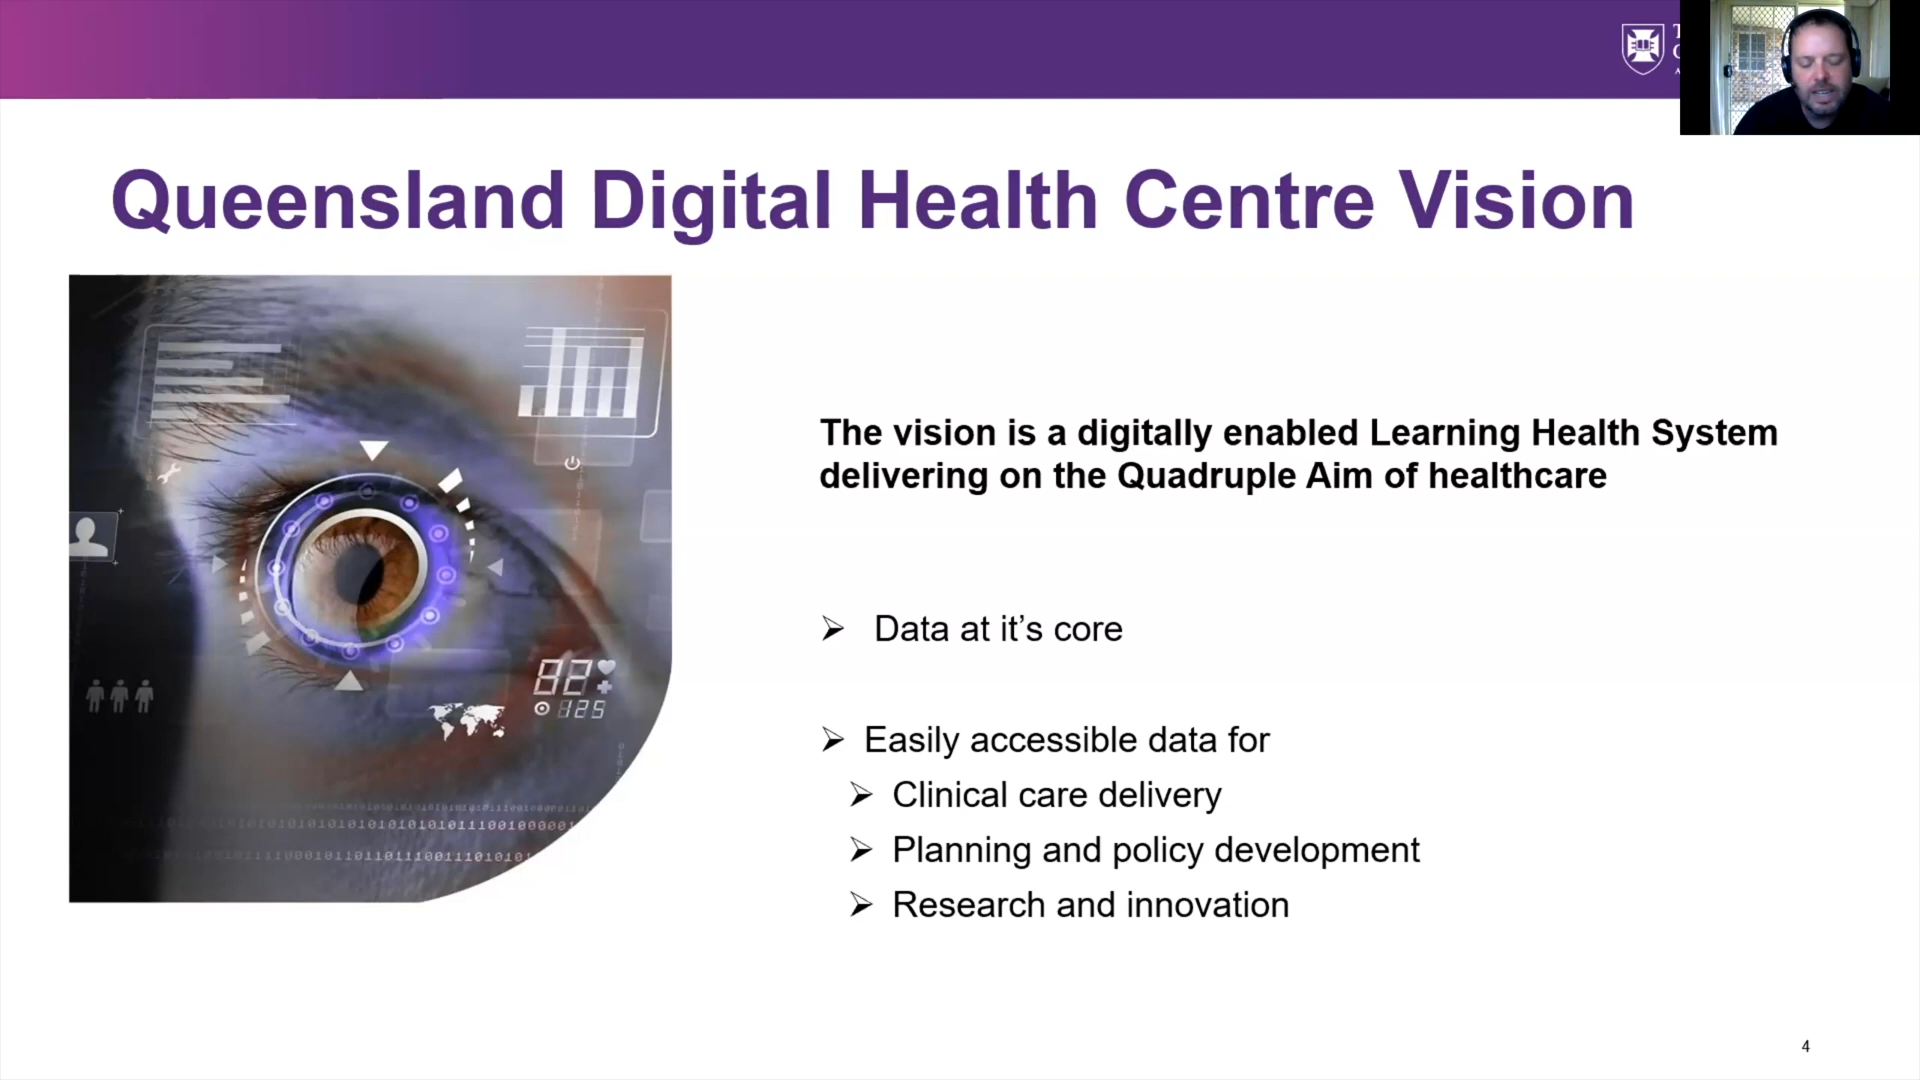 Queensland Digital Health Centre Vision
The vision is a digitally enabled Learning Health System
delivering on the Quadruple Aim of healthcare
Data at it’s core
Easily accessible data for
Clinical care delivery
Planning and policy development
Research and innovation
82
125
4